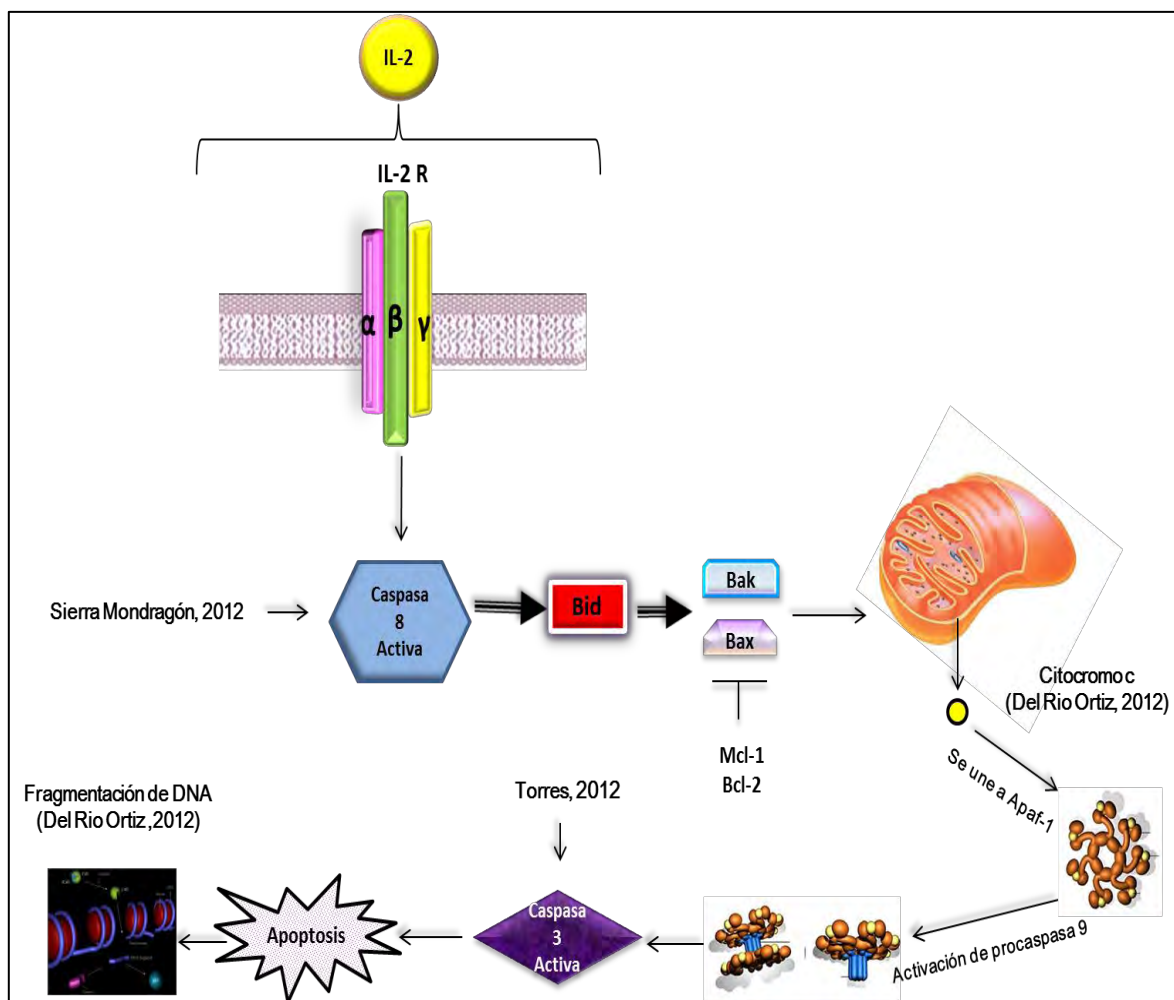 IL-2
IL-2 R
α
β
γ
Sierra Mondragón, 2012
Caspasa
8
Activa
Bid
Bak
Bax
Mcl-1
Bcl-2
Citocromo c
(Del Rio Ortiz, 2012)
Se une a Apaf-1
Activación de procaspasa 9
Torres, 2012
Caspasa
3
Activa
Apoptosis
Fragmentación de DNA
(Del Rio Ortiz ,2012)